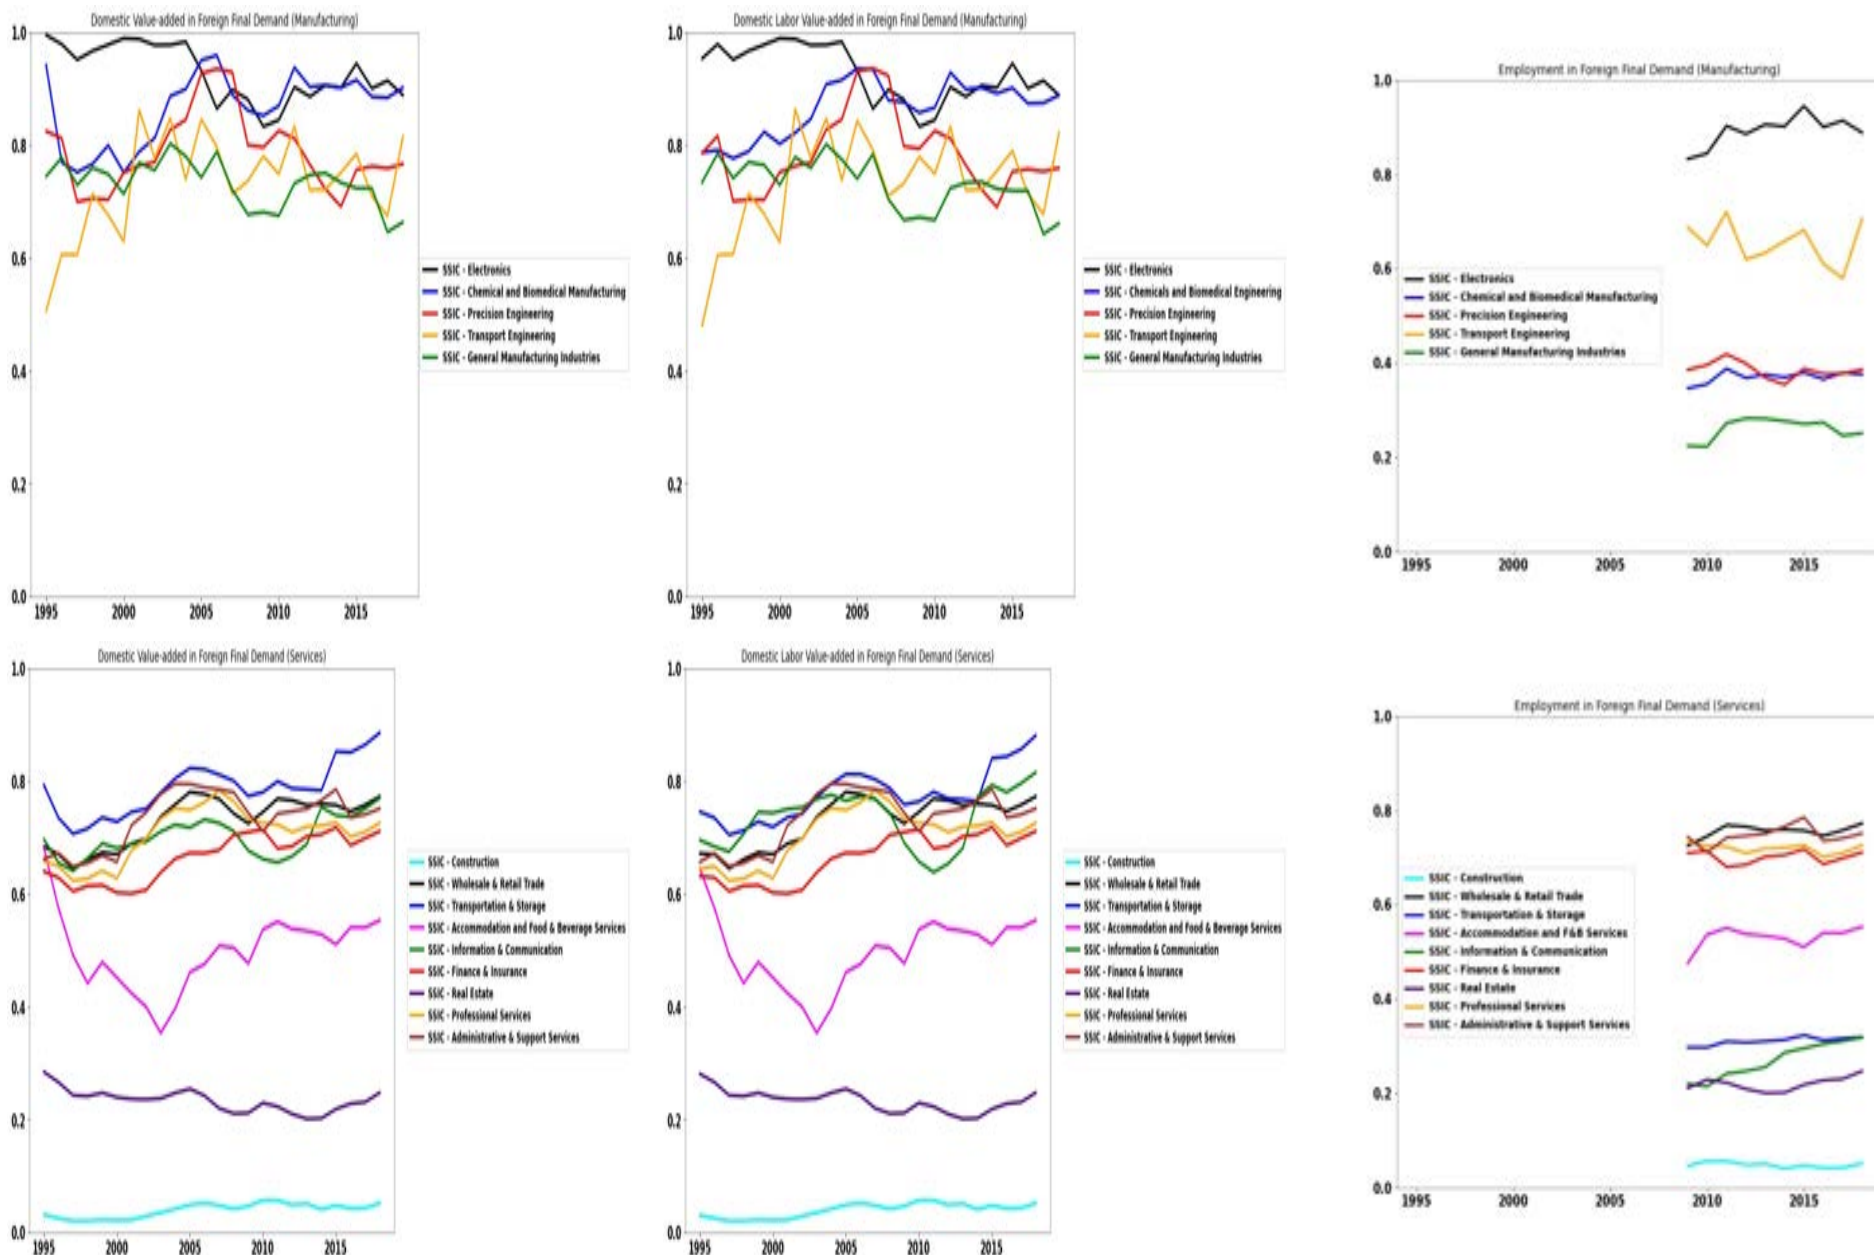 Domestic Value-added in Foreign Final Demand (Manufacturing)
1.0
0.8
0.6
0.4
0.2
0.0
1995 2000 2005 2010 2015
SSIC - Electronics
SSIC - Chemical and Biomedical Manufacturing
SSIC - Precision Engineering
SSIC - Transport Engineering
SSIC - General Manufacturing Industries
Domestic Labor Value-added in Foreign Final Demand (Manufacturing)
1.0
0.8
0.6
0.4
0.2
0.0
1995 2000 2005 2010 2015
SSIC - Electronics
SSIC - Chemicals and Biomedical Engineering
SSIC - Precision Engineering
SSIC - Transport Engineering
SSIC - General Manufacturing Industries
Employment in Foreign Final Demand (Manufacturing)
1.0
0.8
0.6
0.4
0.2
0.0
1995 2000 2005 2010 2015
SSIC - Electronics
SSIC - Chemical and Biomedical Manufacturing
SSIC - Precision Engineering
SSIC - Transport Engineering
SSIC - General Manufacturing Industries
Domestic Value-added in Foreign Final Demand (Services)
1.0
0.8
0.6
0.4
0.2
0.0
1995 2000 2005 2010 2015
SSIC - Construction
SSIC - Wholesale & Retail Trade
SSIC - Transportation & Storage
SSIC - Accommodation and Food & Beverage Services
SSIC - Information & Communication
SSIC - Finance & Insurance
SSIC - Real Estate
SSIC - Professional Services
SSIC - Administrative & Support Services
Domestic Labor Value-added in Foreign Final Demand (Services)
1.0
0.8
0.6
0.4
0.2
0.0
1995 2000 2005 2010 2015
SSIC - Construction
SSIC - Wholesale & Retail Trade
SSIC - Transportation & Storage
SSIC - Accommodation and Food & Beverage Services
SSIC - Information & Communication
SSIC - Finance & Insurance
SSIC - Real Estate
SSIC - Professional Services
SSIC - Administrative & Support Services
Employment in Foreign Final Demand (Services)
1.0
0.8
0.6
0.4
0.2
0.0
1995 2000 2005 2010 2015
SSIC - Construction
SSIC - Wholesale & Retail Trade
SSIC - Transportation & Storage
SSIC - Accommodation and F&B Services
SSIC - Information & Communication
SSIC - Finance & Insurance
SSIC - Real Estate
SSIC - Professional Services
SSIC - Administrative & Support Services